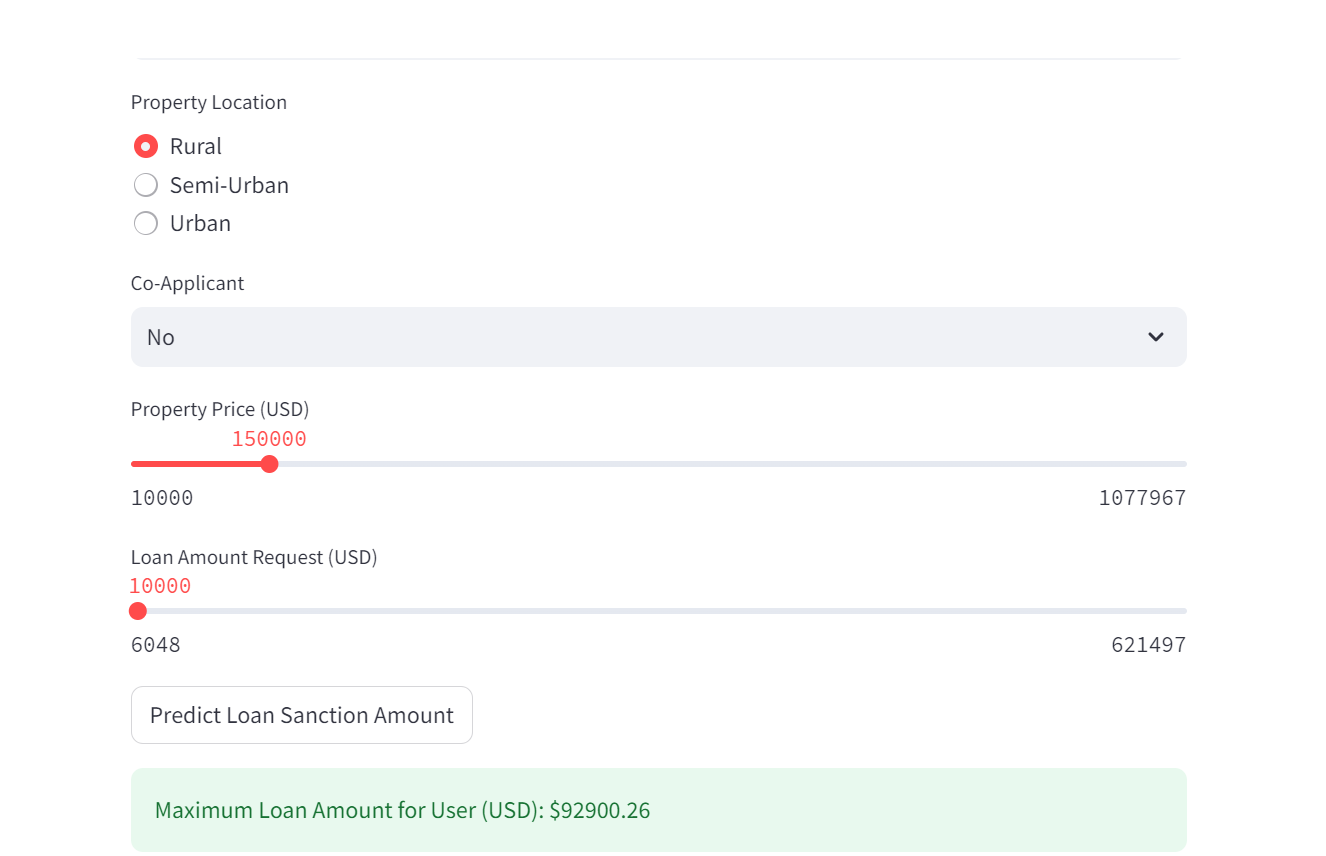 Property Location
Rural
Semi-Urban
Urban
Co-Applicant
No
Property Price (USD)
150000
10000 1077967
Loan Amount Request (USD)
10000
6048 621497
Predict Loan Sanction Amount
Maximum Loan Amount for User (USD): $92900.26